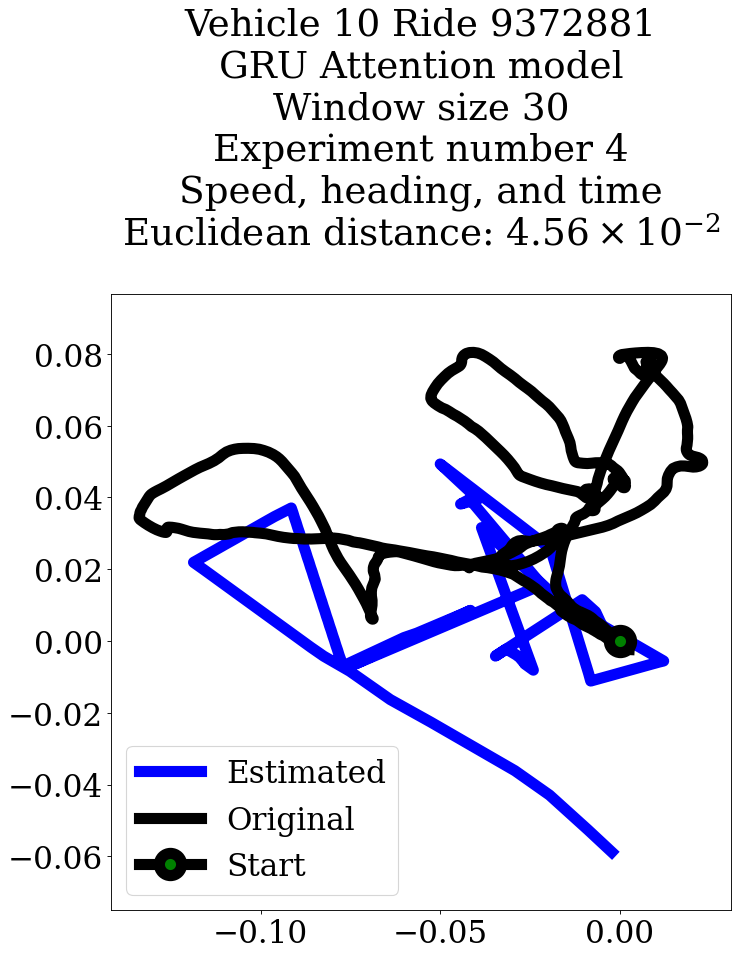 Vehicle 10 Ride 9372881
GRU Attention model
Window size 30
Experiment number 4
Speed, heading, and time
Euclidean distance: 4.56 × 10⁻²
0.08
0.06
0.04
0.02
0.00
−0.02
−0.04
−0.06
Estimated
Original
Start
−0.10
−0.05
0.00